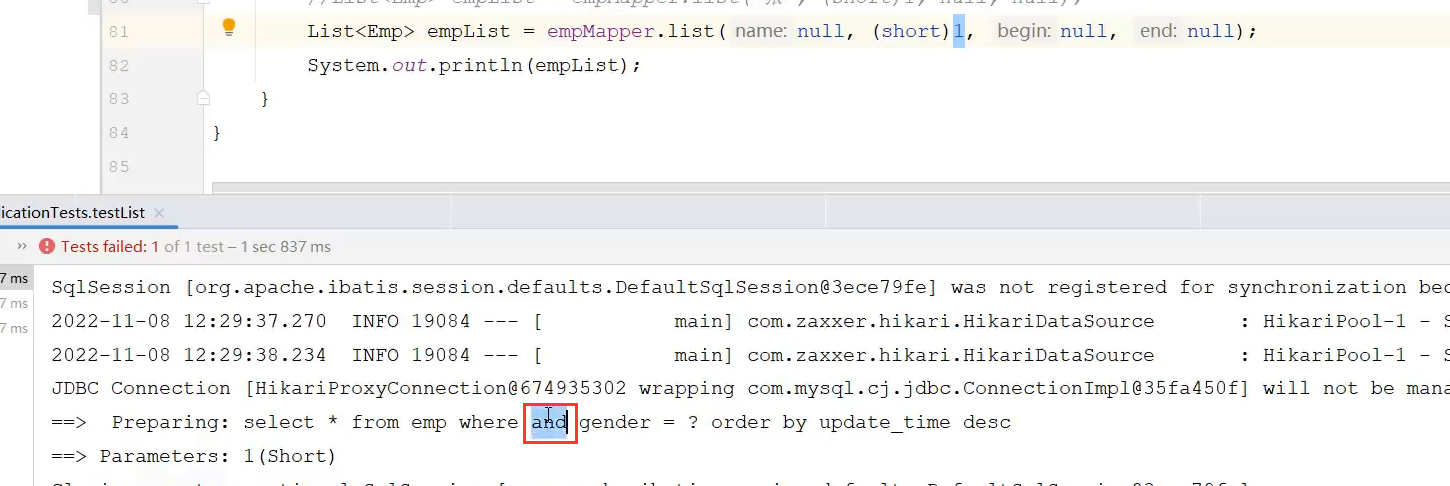 //List<Emp> empList = empMapper.list("张", (short)1, null, null);
81 List<Emp> empList = empMapper.list( name: null, (short)1, begin: null, end: null);
82 System.out.println(empList);
83 }
84 }
85
icationTests.testList ×
» Tests failed: 1 of 1 test – 1 sec 837 ms
7 ms SqlSession [org.apache.ibatis.session.defaults.DefaultSqlSession@3ece79fe] was not registered for synchronization bec
7 ms 2022-11-08 12:29:37.270 INFO 19084 --- [ main] com.zaxxer.hikari.HikariDataSource : HikariPool-1 - S
7 ms 2022-11-08 12:29:38.234 INFO 19084 --- [ main] com.zaxxer.hikari.HikariDataSource : HikariPool-1 - S
JDBC Connection [HikariProxyConnection@674935302 wrapping com.mysql.cj.jdbc.ConnectionImpl@35fa450f] will not be mana
==> Preparing: select * from emp where and gender = ? order by update_time desc
==> Parameters: 1(Short)